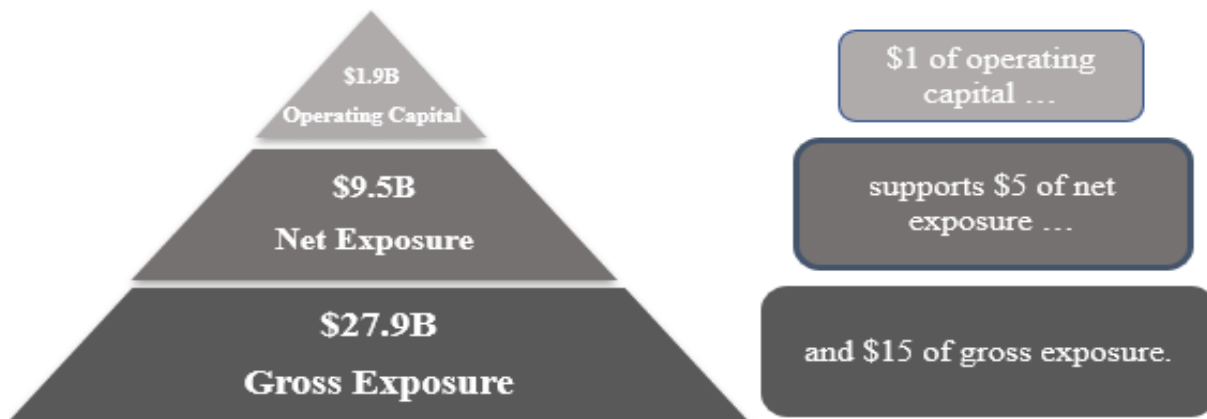 $1.9B
Operating Capital
$9.5B
Net Exposure
$27.9B
Gross Exposure
$1 of operating
capital …
supports $5 of net
exposure …
and $15 of gross exposure.